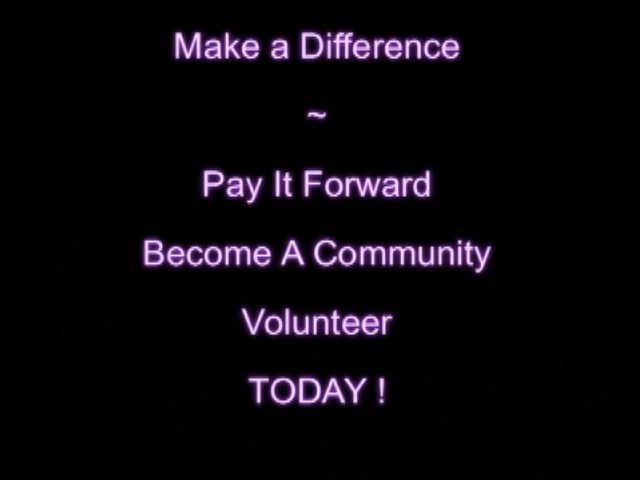 Make a Difference
~
Pay It Forward
Become A Community
Volunteer
TODAY !